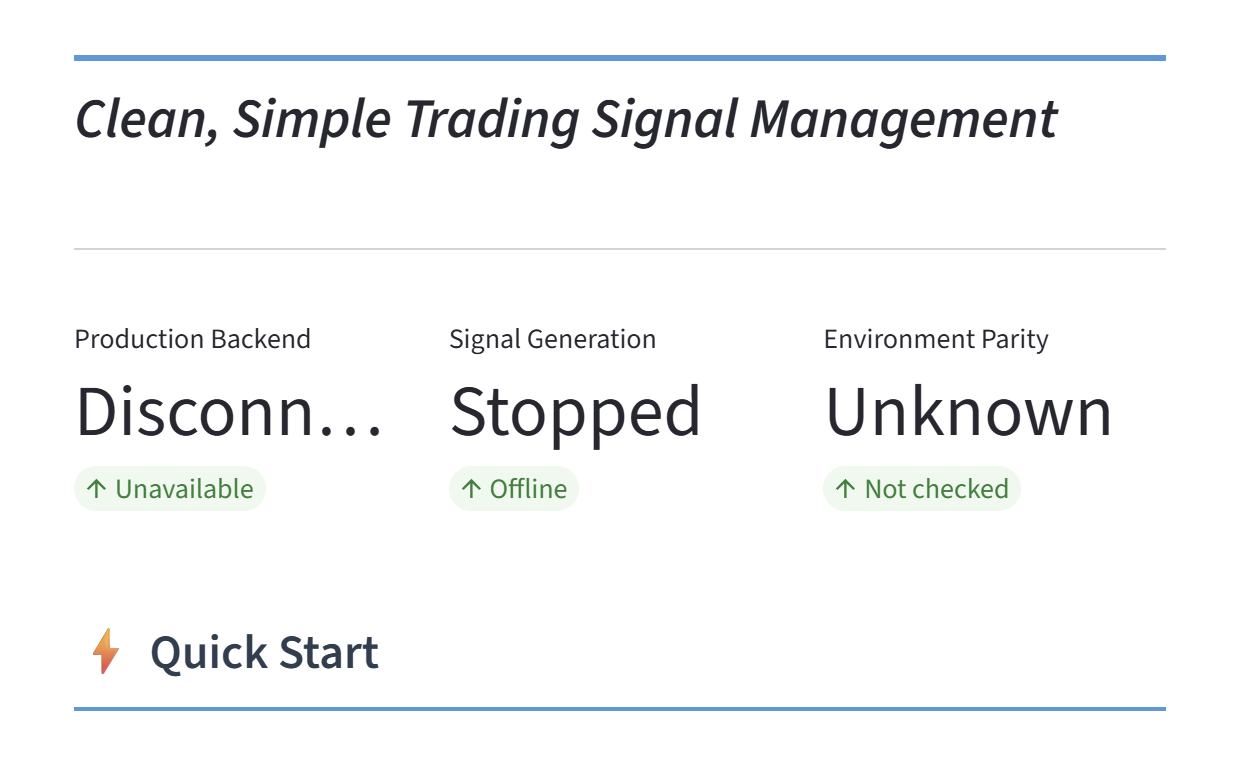 Clean, Simple Trading Signal Management
Production Backend
Signal Generation
Environment Parity
Disconn…
Stopped
Unknown
↑ Unavailable
↑ Offline
↑ Not checked
⚡ Quick Start